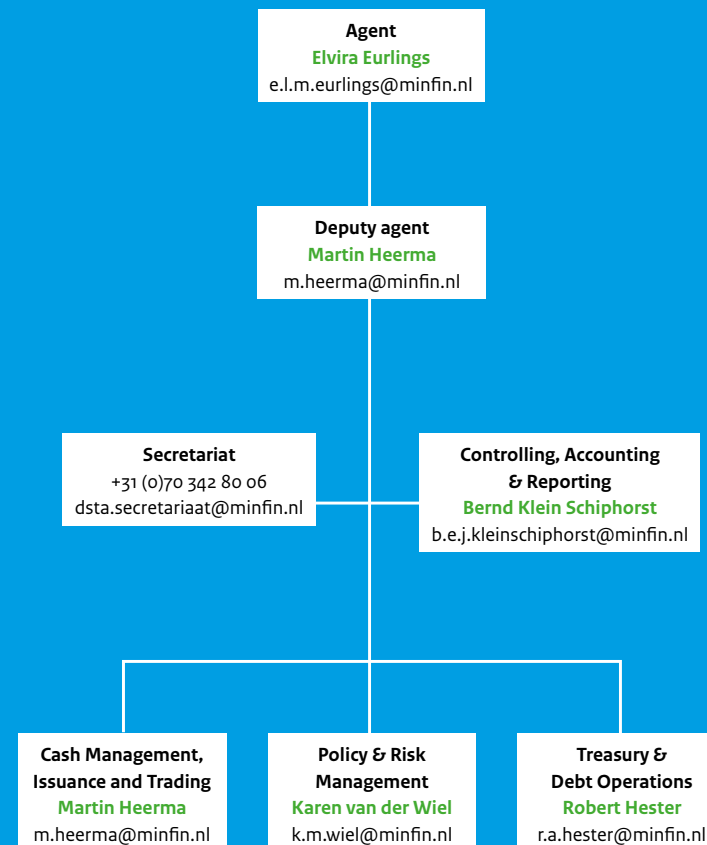 Agent
Elvira Eurlings
e.l.m.eurlings@minfin.nl
Deputy agent
Martin Heerma
m.heerma@minfin.nl
Secretariat
+31 (0)70 342 80 06
dsta.secretariaat@minfin.nl
Controlling, Accounting
& Reporting
Bernd Klein Schiphorst
b.e.j.kleinschiphorst@minfin.nl
Cash Management,
Issuance and Trading
Martin Heerma
m.heerma@minfin.nl
Policy & Risk
Management
Karen van der Wiel
k.m.wiel@minfin.nl
Treasury &
Debt Operations
Robert Hester
r.a.hester@minfin.nl